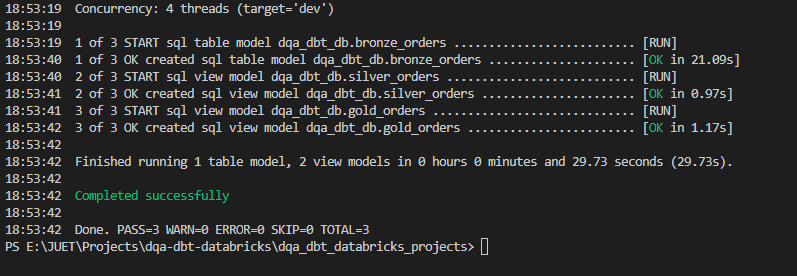 18:53:19  Concurrency: 4 threads (target='dev')
18:53:19
18:53:19  1 of 3 START sql table model dqa_dbt_db.bronze_orders .......................... [RUN]
18:53:40  1 of 3 OK created sql table model dqa_dbt_db.bronze_orders ..................... [OK in 21.09s]
18:53:40  2 of 3 START sql view model dqa_dbt_db.silver_orders ........................... [RUN]
18:53:41  2 of 3 OK created sql view model dqa_dbt_db.silver_orders ...................... [OK in 0.97s]
18:53:41  3 of 3 START sql view model dqa_dbt_db.gold_orders ............................. [RUN]
18:53:42  3 of 3 OK created sql view model dqa_dbt_db.gold_orders ........................ [OK in 1.17s]
18:53:42
18:53:42  Finished running 1 table model, 2 view models in 0 hours 0 minutes and 29.73 seconds (29.73s).
18:53:42
18:53:42  Completed successfully
18:53:42
18:53:42  Done. PASS=3 WARN=0 ERROR=0 SKIP=0 TOTAL=3
PS E:\JUET\Projects\dqa-dbt-databricks\dqa_dbt_databricks_projects>